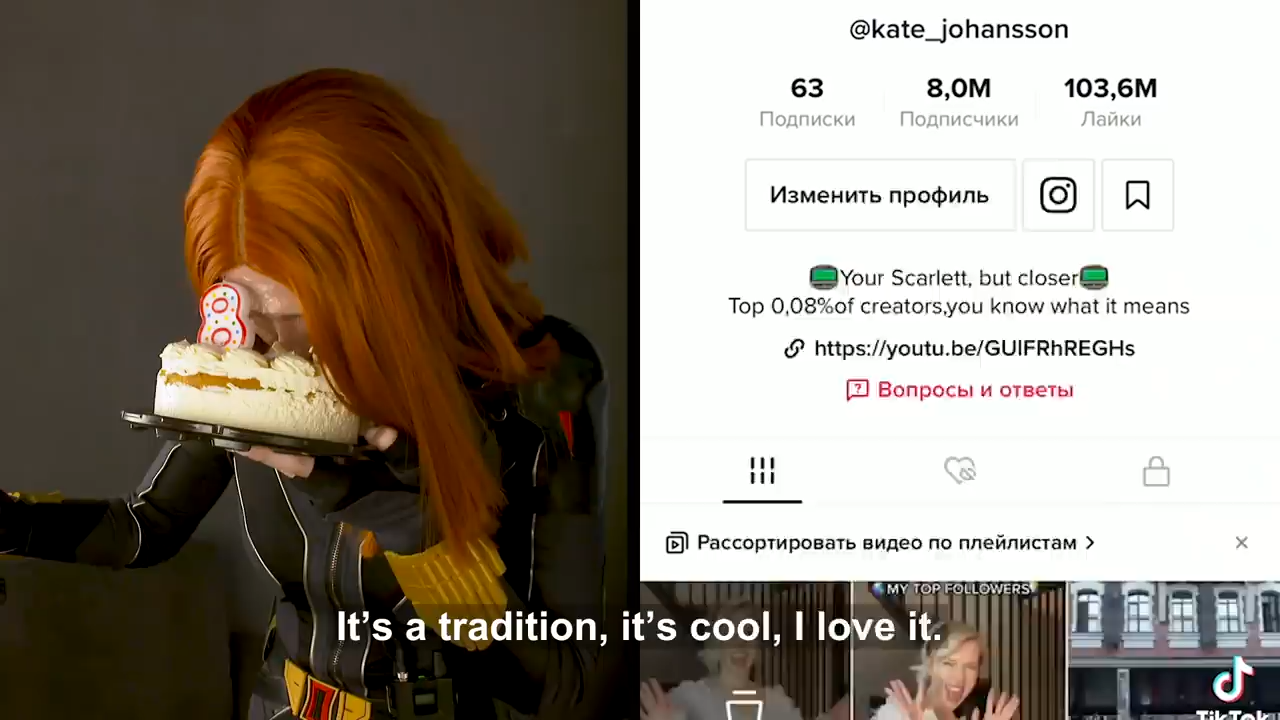 @kate_johansson
63 8,0M 103,6M
Подписки Подписчики Лайки
Изменить профиль
Your Scarlett, but closer
Top 0,08%of creators,you know what it means
https://youtu.be/GUlFRhREGHs
Вопросы и ответы
Рассортировать видео по плейлистам
MY TOP FOLLOWERS
It's a tradition, it's cool, I love it.
TikTok
8